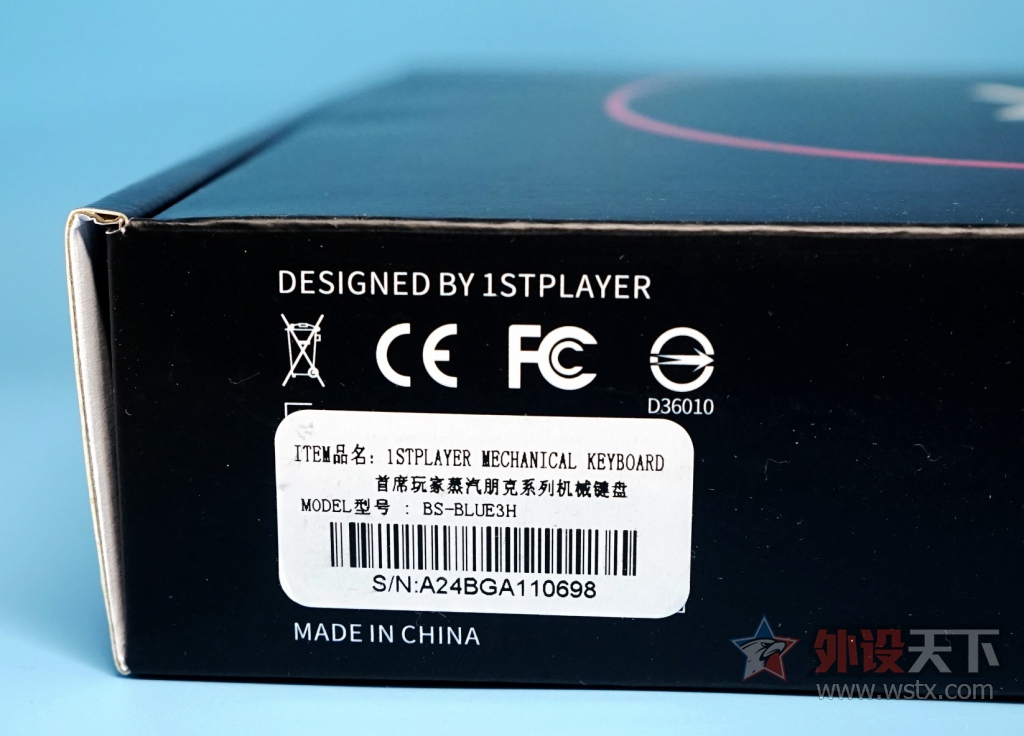 DESIGNED BY 1STPLAYER
CE FC
D36010
ITEM品名: 1STPLAYER MECHANICAL KEYBOARD
首席玩家蒸汽朋克系列机械键盘
MODEL型号 : BS-BLUE3H
S/N:A24BGA110698
MADE IN CHINA
外设天下
www.wstx.com